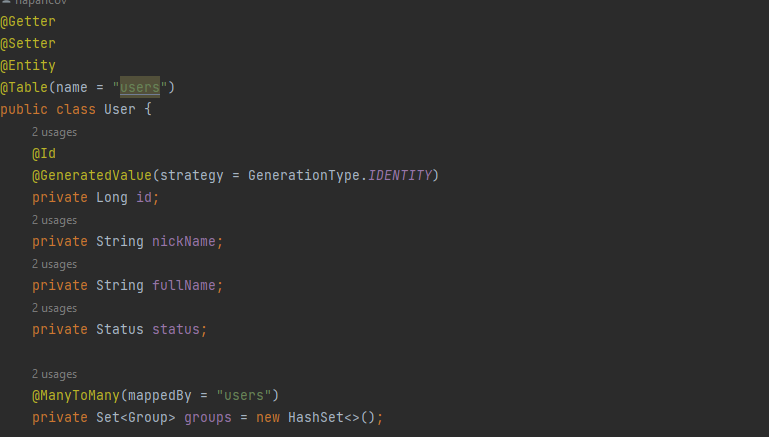 @Getter
@Setter
@Entity
@Table(name = "users")
public class User {
2 usages
@Id
@GeneratedValue(strategy = GenerationType.IDENTITY)
private Long id;
2 usages
private String nickName;
2 usages
private String fullName;
2 usages
private Status status;
2 usages
@ManyToMany(mappedBy = "users")
private Set<Group> groups = new HashSet<>();